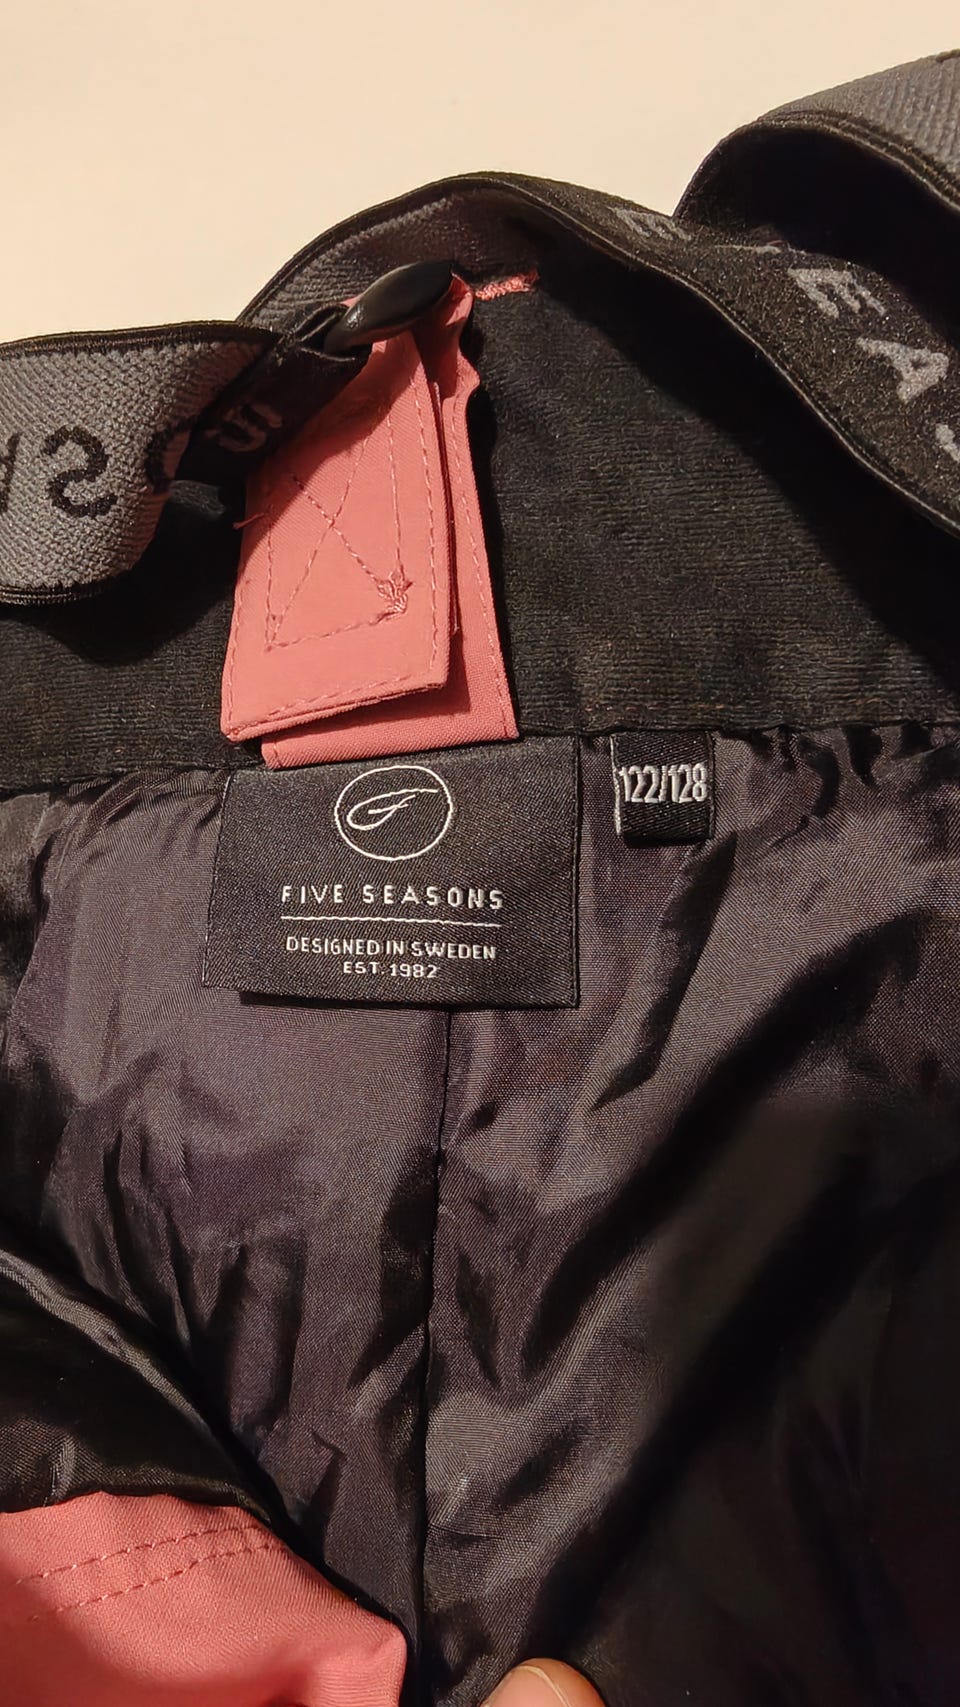 FIVE SEASONS
DESIGNED IN SWEDEN
EST. 1982
122/128